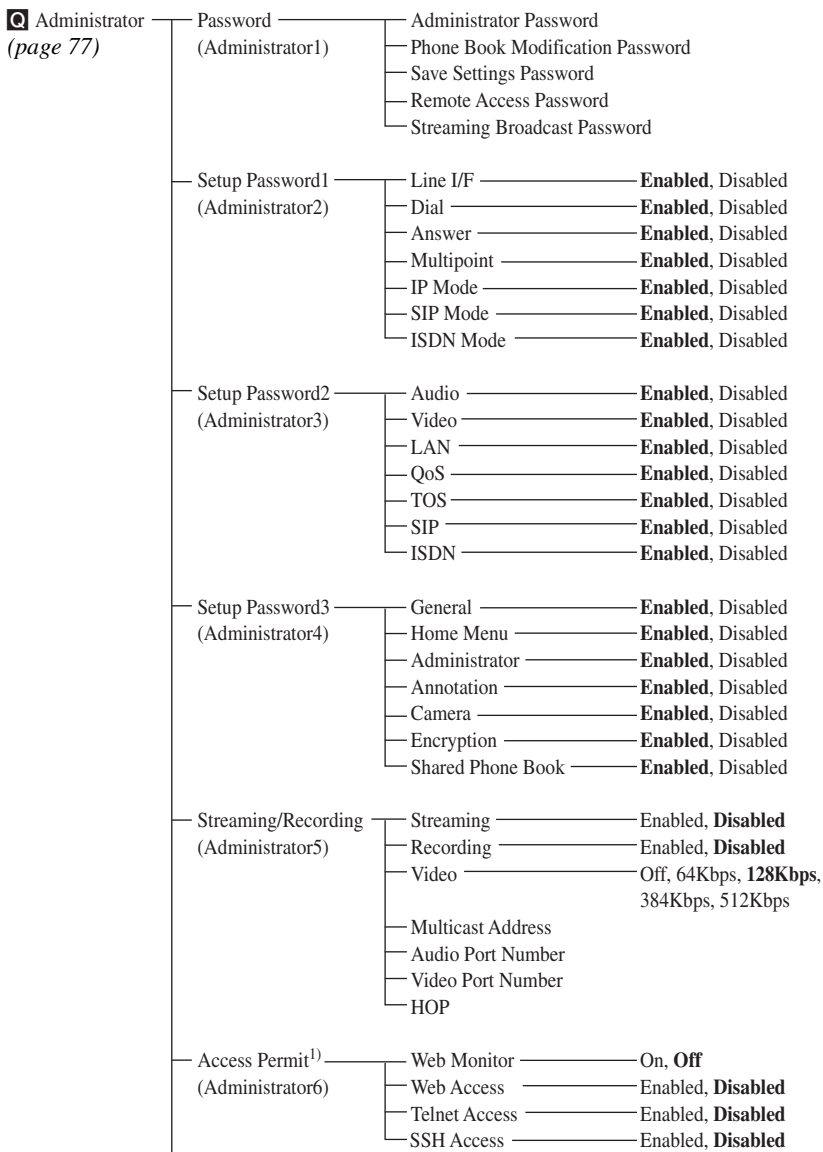 Q Administrator Password Administrator Password
(page 77) (Administrator1) Phone Book Modification Password
Save Settings Password
Remote Access Password
Streaming Broadcast Password
Setup Password1 Line I/F Enabled, Disabled
(Administrator2) Dial Enabled, Disabled
Answer Enabled, Disabled
Multipoint Enabled, Disabled
IP Mode Enabled, Disabled
SIP Mode Enabled, Disabled
ISDN Mode Enabled, Disabled
Setup Password2 Audio Enabled, Disabled
(Administrator3) Video Enabled, Disabled
LAN Enabled, Disabled
QoS Enabled, Disabled
TOS Enabled, Disabled
SIP Enabled, Disabled
ISDN Enabled, Disabled
Setup Password3 General Enabled, Disabled
(Administrator4) Home Menu Enabled, Disabled
Administrator Enabled, Disabled
Annotation Enabled, Disabled
Camera Enabled, Disabled
Encryption Enabled, Disabled
Shared Phone Book Enabled, Disabled
Streaming/Recording Streaming Enabled, Disabled
(Administrator5) Recording Enabled, Disabled
Video Off, 64Kbps, 128Kbps,
384Kbps, 512Kbps
Multicast Address
Audio Port Number
Video Port Number
HOP
Access Permit1) Web Monitor On, Off
(Administrator6) Web Access Enabled, Disabled
Telnet Access Enabled, Disabled
SSH Access Enabled, Disabled